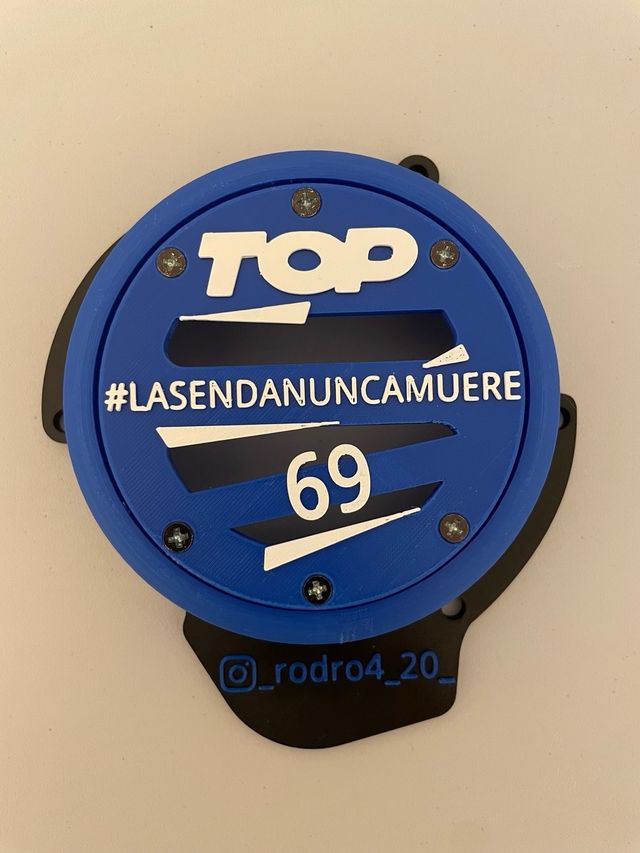 TOP
#LASENDANUNCAMUERE
69
_rodro4_20_